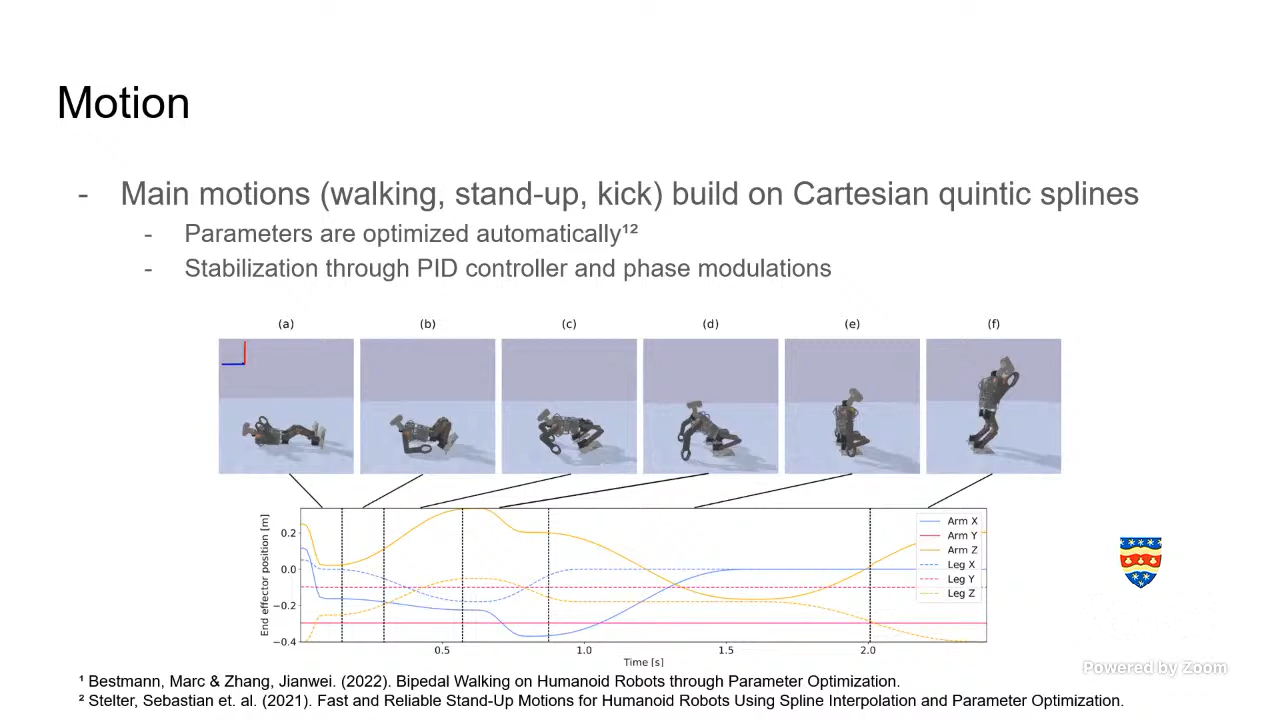 Motion
- Main motions (walking, stand-up, kick) build on Cartesian quintic splines
- Parameters are optimized automatically¹²
- Stabilization through PID controller and phase modulations
(a) (b) (c) (d) (e) (f)
End effector position [m]
0.2
0.0
−0.2
−0.4
Arm X
Arm Y
Arm Z
Leg X
Leg Y
Leg Z
0.5 1.0 1.5 2.0
Time [s]
Powered by Zoom
¹ Bestmann, Marc & Zhang, Jianwei. (2022). Bipedal Walking on Humanoid Robots through Parameter Optimization.
² Stelter, Sebastian et. al. (2021). Fast and Reliable Stand-Up Motions for Humanoid Robots Using Spline Interpolation and Parameter Optimization.